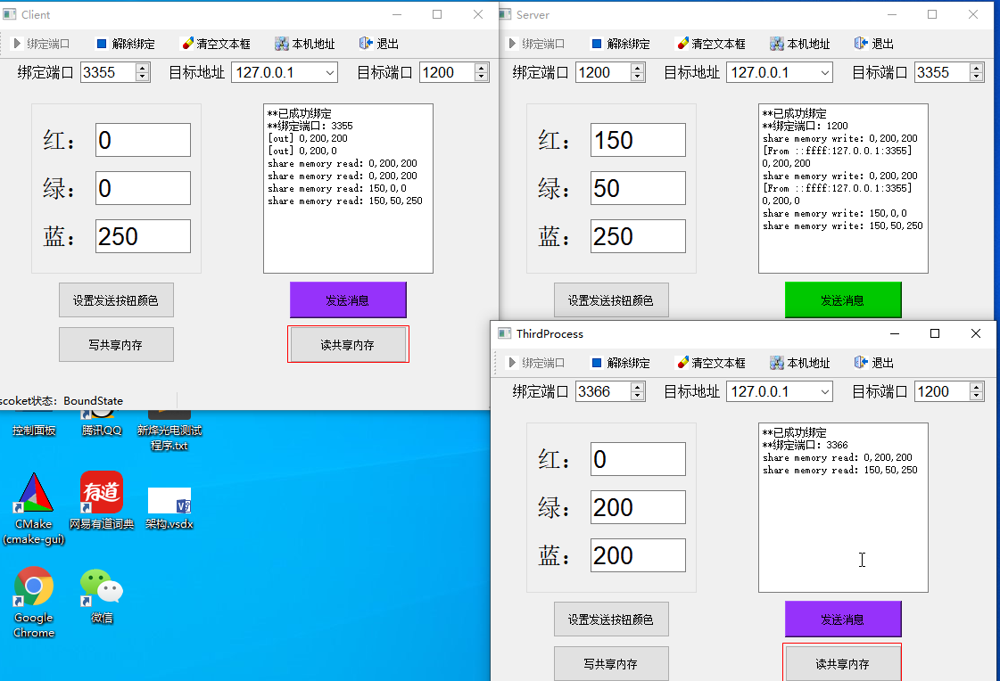 Client
绑定端口 解除绑定 清空文本框 本机地址 退出
绑定端口 3355 目标地址 127.0.0.1 目标端口 1200
红： 0
绿： 0
蓝： 250
**已成功绑定
**绑定端口：3355
[out] 0,200,200
[out] 0,200,0
share memory read: 0,200,200
share memory read: 0,200,200
share memory read: 150,0,0
share memory read: 150,50,250
设置发送按钮颜色
发送消息
写共享内存
读共享内存
scoket状态：BoundState
Server
绑定端口 解除绑定 清空文本框 本机地址 退出
绑定端口 1200 目标地址 127.0.0.1 目标端口 3355
红： 150
绿： 50
蓝： 250
**已成功绑定
**绑定端口：1200
share memory write: 0,200,200
[From ::ffff:127.0.0.1:3355]
0,200,200
share memory write: 0,200,200
[From ::ffff:127.0.0.1:3355]
0,200,0
share memory write: 150,0,0
share memory write: 150,50,250
设置发送按钮颜色
发送消息
ThirdProcess
绑定端口 解除绑定 清空文本框 本机地址 退出
绑定端口 3366 目标地址 127.0.0.1 目标端口 1200
红： 0
绿： 200
蓝： 200
**已成功绑定
**绑定端口：3366
share memory read: 0,200,200
share memory read: 150,50,250
设置发送按钮颜色
发送消息
写共享内存
读共享内存
控制面板
腾讯QQ
新烽光电测试
程序.txt
CMake
(cmake-gui)
有道
网易有道词典
架构.vsdx
Google
Chrome
微信